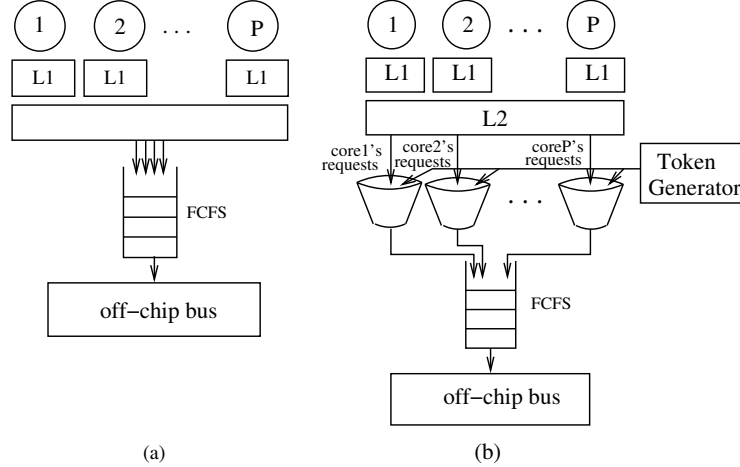 1
2
. . .
P
L1
L1
L1
FCFS
off-chip bus
(a)
1
2
. . .
P
L1
L1
L1
L2
core1's
requests
core2's
requests
coreP's
requests
Token
Generator
. . .
FCFS
off-chip bus
(b)